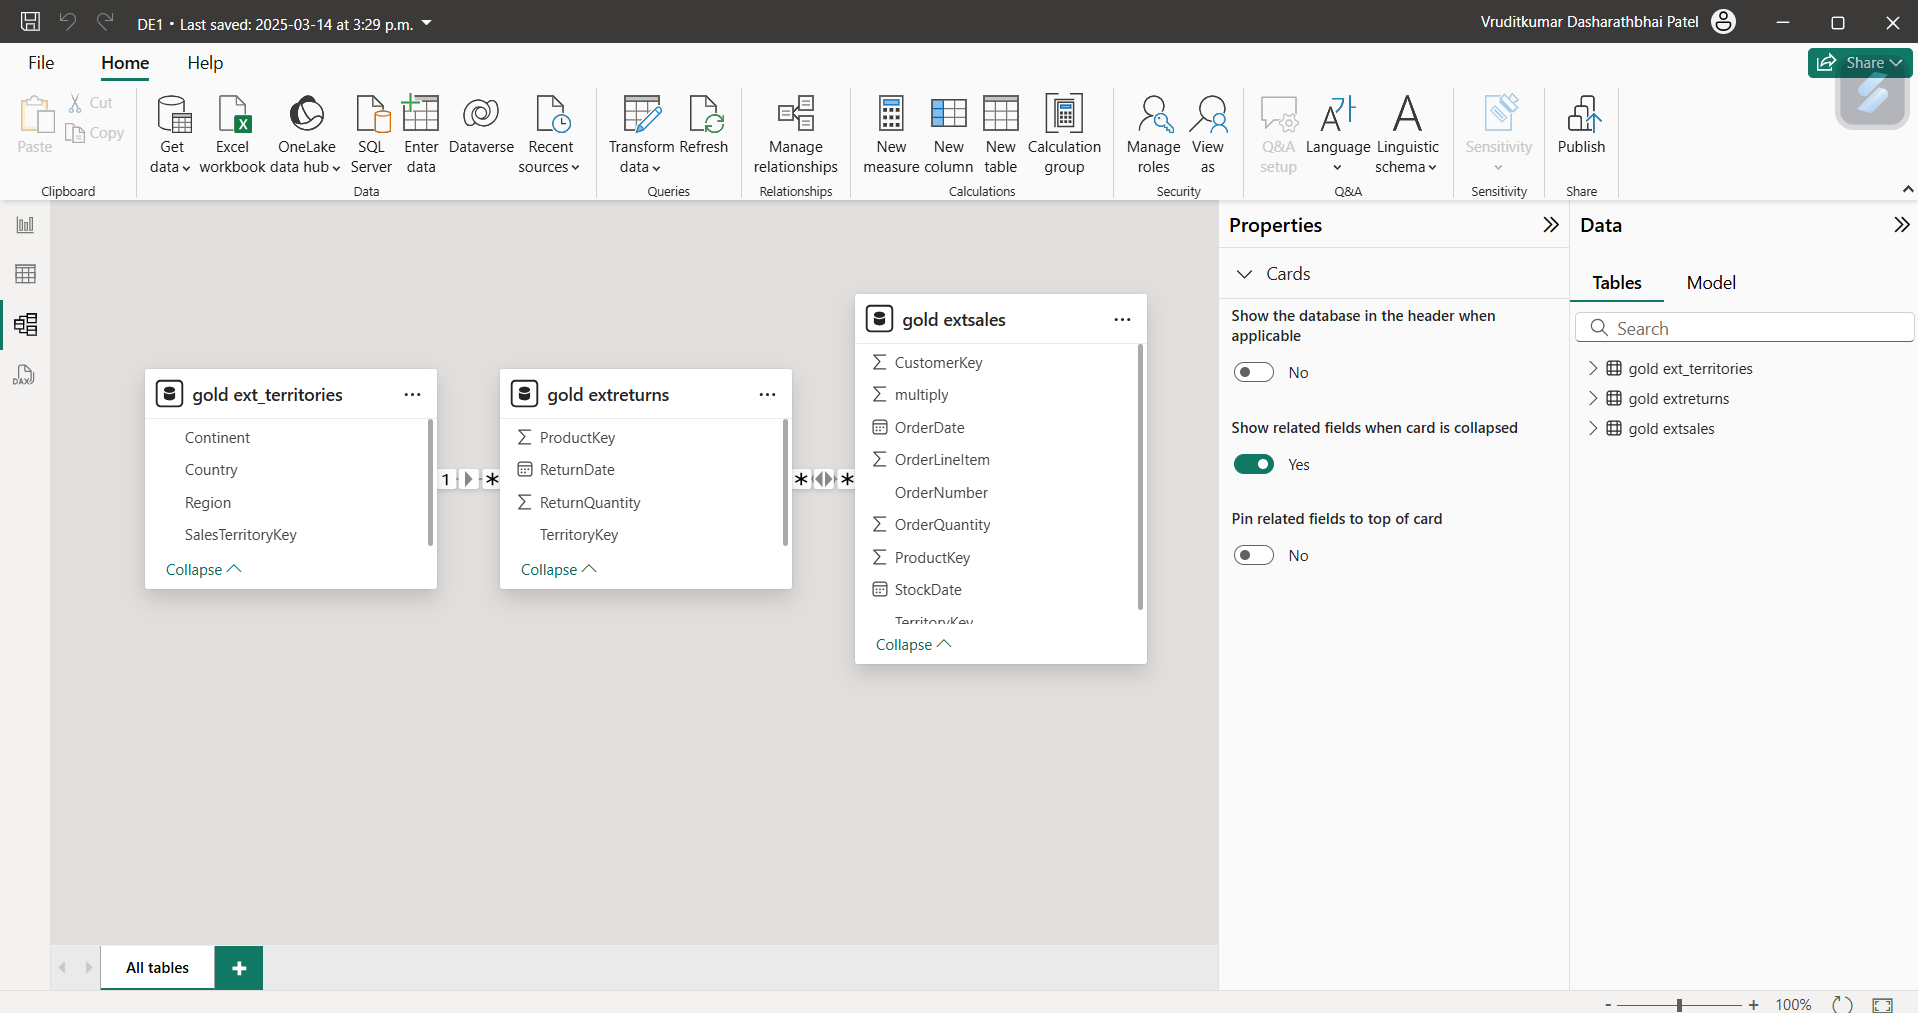 DE1 • Last saved: 2025-03-14 at 3:29 p.m.
Vruditkumar Dasharathbhai Patel
File
Home
Help
Share
Paste
Cut
Copy
Clipboard
Get
data
Excel
workbook
OneLake
data hub
SQL
Server
Enter
data
Dataverse
Recent
sources
Data
Transform
data
Refresh
Queries
Manage
relationships
Relationships
New
measure
New
column
New
table
Calculation
group
Calculations
Manage
roles
View
as
Security
Q&A
setup
Language
Linguistic
schema
Q&A
Sensitivity
Sensitivity
Publish
Share
DAX
gold ext_territories
Continent
Country
Region
SalesTerritoryKey
Collapse
1
*
gold extreturns
ProductKey
ReturnDate
ReturnQuantity
TerritoryKey
Collapse
*
*
gold extsales
CustomerKey
multiply
OrderDate
OrderLineItem
OrderNumber
OrderQuantity
ProductKey
StockDate
TerritoryKey
Collapse
Properties
Cards
Show the database in the header when
applicable
No
Show related fields when card is collapsed
Yes
Pin related fields to top of card
No
Data
Tables
Model
Search
gold ext_territories
gold extreturns
gold extsales
All tables
+
-
+
100%